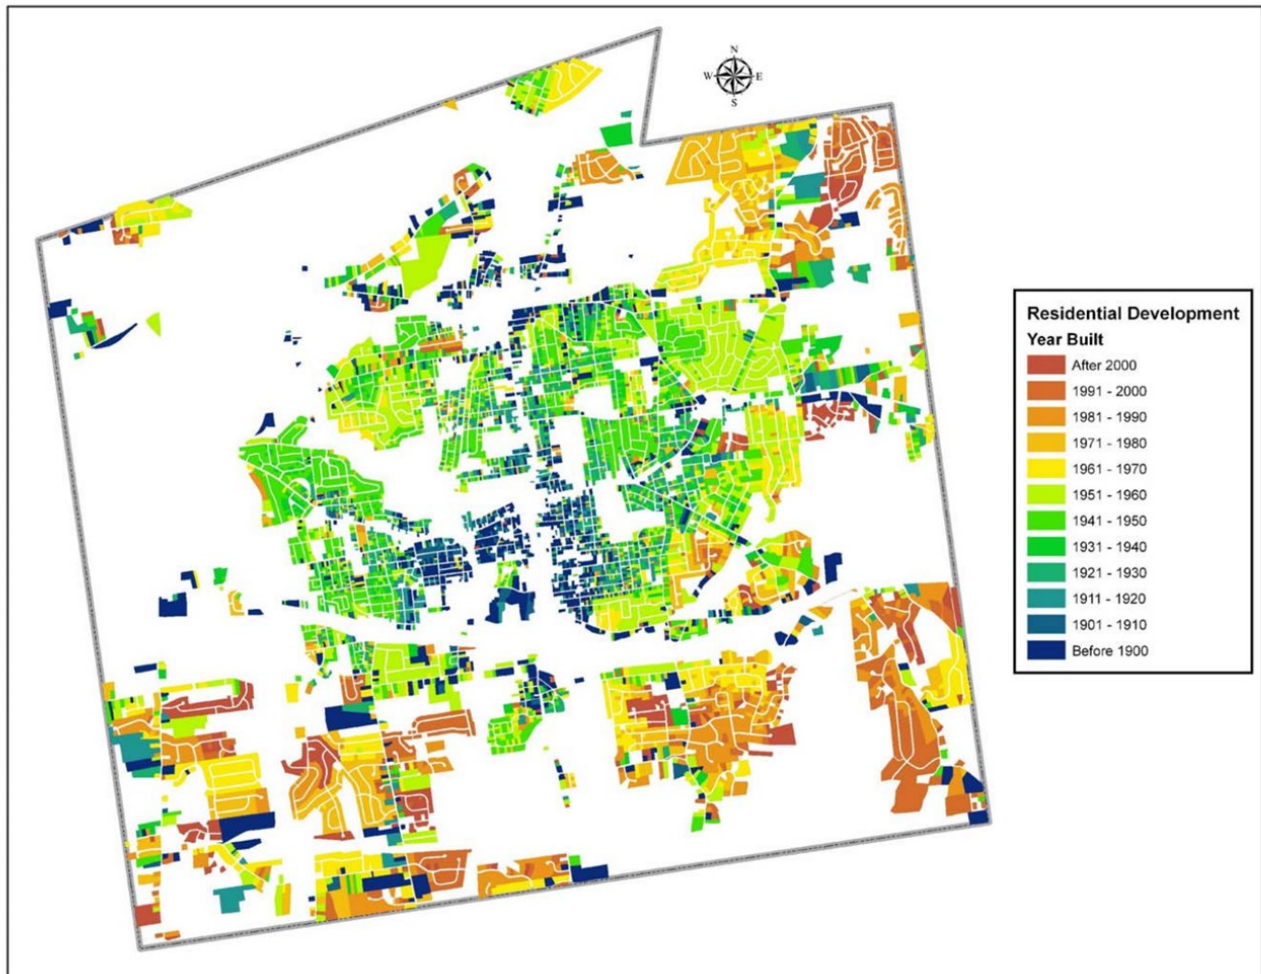 N
W E
S
Residential Development
Year Built
After 2000
1991 - 2000
1981 - 1990
1971 - 1980
1961 - 1970
1951 - 1960
1941 - 1950
1931 - 1940
1921 - 1930
1911 - 1920
1901 - 1910
Before 1900